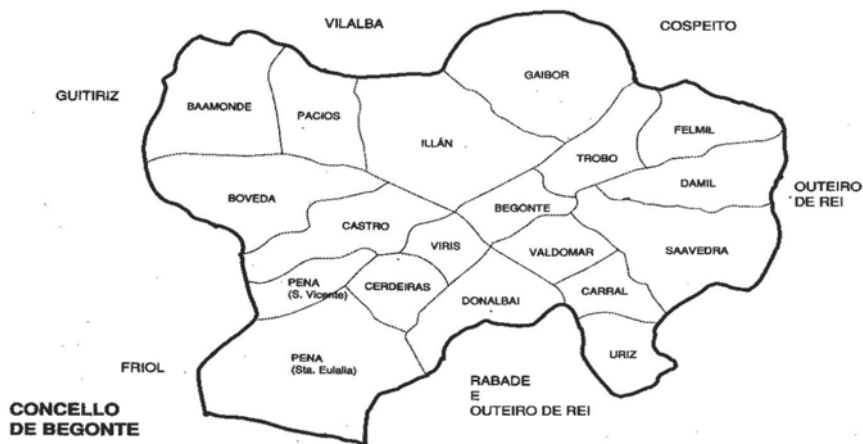 VILALBA
COSPEITO
GUITIRIZ
GAIBOR
BAAMONDE
PACIOS
FELMIL
ILLÁN
TROBO
DAMIL
OUTEIRO
DE REI
BOVEDA
BEGONTE
CASTRO
VIRIS
VALDOMAR
SAAVEDRA
PENA
(S. Vicente)
CERDEIRAS
CARRAL
DONALBAI
URIZ
PENA
(Sta. Eulalia)
FRIOL
RABADE
E
OUTEIRO DE REI
CONCELLO
DE BEGONTE